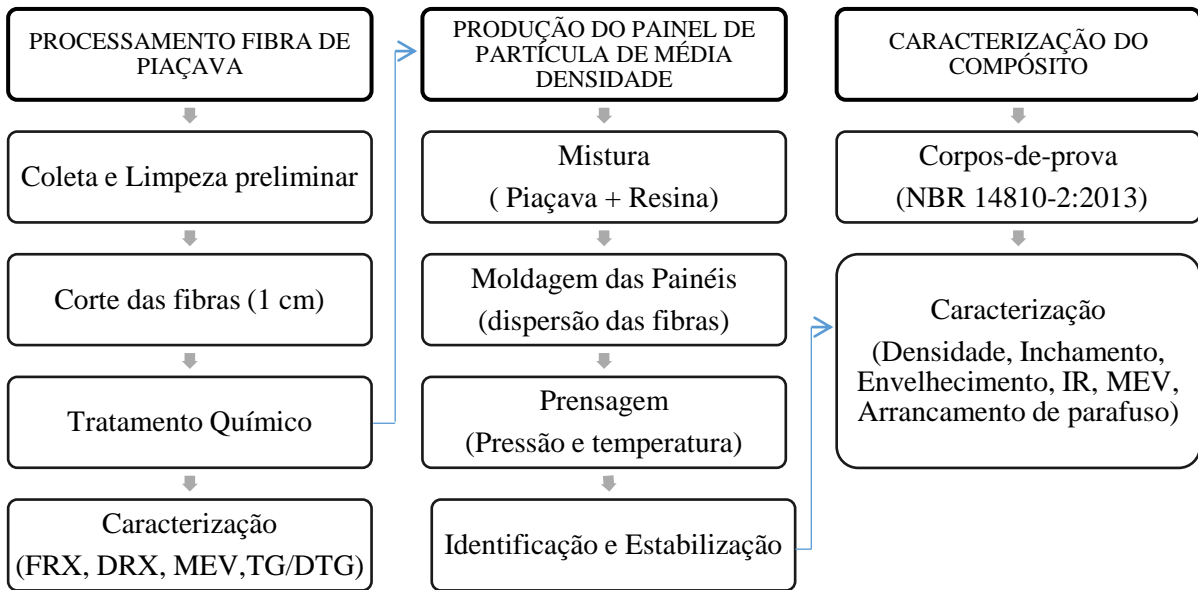 PROCESSAMENTO FIBRA DE
PIAÇAVA
Coleta e Limpeza preliminar
Corte das fibras (1 cm)
Tratamento Químico
Caracterização
(FRX, DRX, MEV,TG/DTG)
PRODUÇÃO DO PAINEL DE
PARTÍCULA DE MÉDIA
DENSIDADE
Mistura
( Piaçava + Resina)
Moldagem das Painéis
(dispersão das fibras)
Prensagem
(Pressão e temperatura)
Identificação e Estabilização
CARACTERIZAÇÃO DO
COMPÓSITO
Corpos-de-prova
(NBR 14810-2:2013)
Caracterização
(Densidade, Inchamento,
Envelhecimento, IR, MEV,
Arrancamento de parafuso)